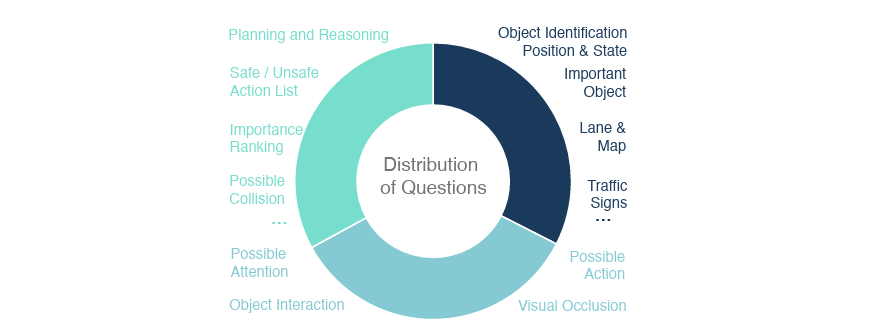 Planning and Reasoning
Safe / Unsafe
Action List
Importance
Ranking
Possible
Collision
...
Possible
Attention
Object Interaction
Distribution
of Questions
Object Identification
Position & State
Important
Object
Lane &
Map
Traffic
Signs
...
Possible
Action
Visual Occlusion